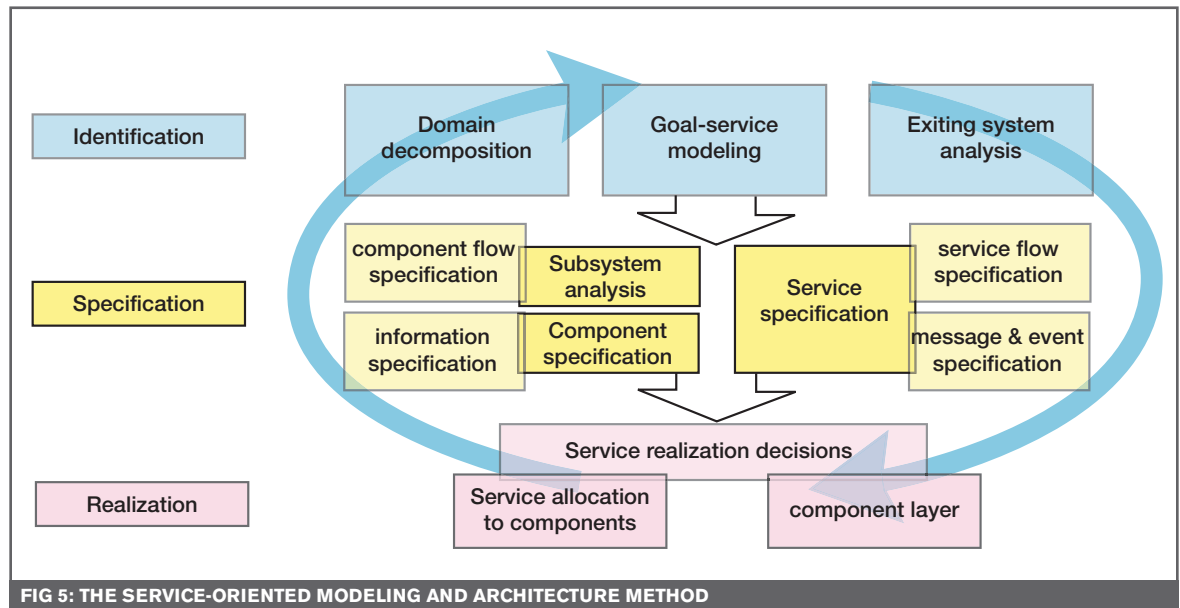 Identification
Domain
decomposition
Goal-service
modeling
Exiting system
analysis
Specification
component flow
specification
Subsystem
analysis
Service
specification
service flow
specification
information
specification
Component
specification
message & event
specification
Realization
Service realization decisions
Service allocation
to components
component layer
FIG 5: THE SERVICE-ORIENTED MODELING AND ARCHITECTURE METHOD